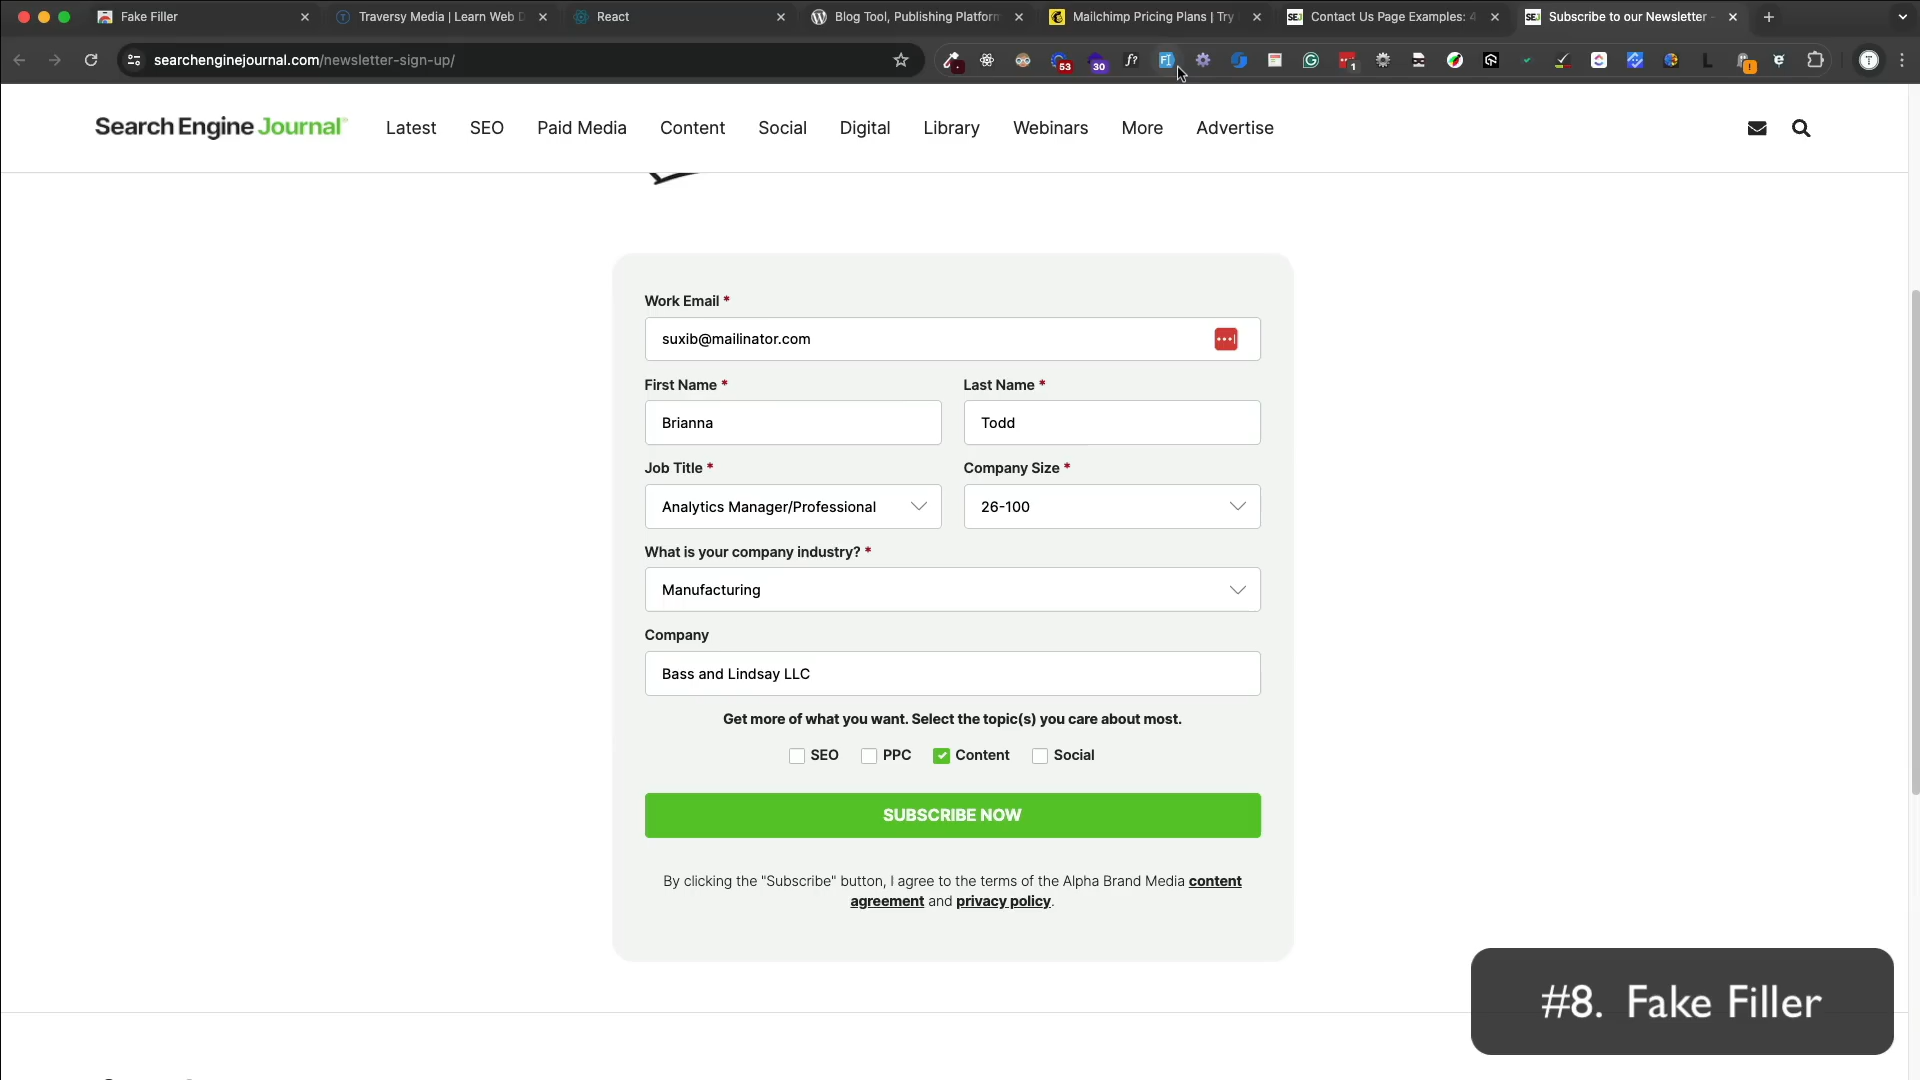 Fake Filler
Traversy Media | Learn Web D
React
Blog Tool, Publishing Platform
Mailchimp Pricing Plans | Try
Contact Us Page Examples: 4
Subscribe to our Newsletter -
searchenginejournal.com/newsletter-sign-up/
53
30
f?
FI
1
L
T
Search Engine Journal
Latest
SEO
Paid Media
Content
Social
Digital
Library
Webinars
More
Advertise
Work Email *
suxib@mailinator.com
First Name *
Last Name *
Brianna
Todd
Job Title *
Company Size *
Analytics Manager/Professional
26-100
What is your company industry? *
Manufacturing
Company
Bass and Lindsay LLC
Get more of what you want. Select the topic(s) you care about most.
SEO
PPC
Content
Social
SUBSCRIBE NOW
By clicking the "Subscribe" button, I agree to the terms of the Alpha Brand Media content
agreement and privacy policy.
#8. Fake Filler